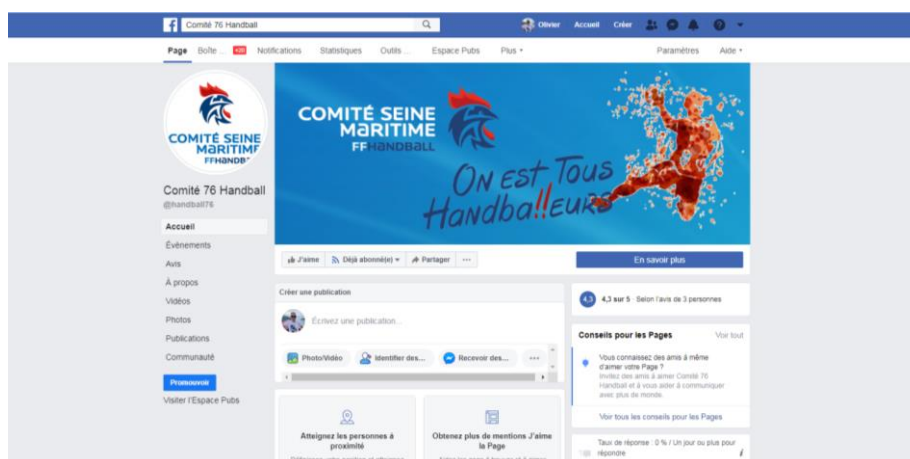 Comité 76 Handball
Olivier Accueil Créer
Page Boîte ... +20 Notifications Statistiques Outils ... Espace Pubs Plus Paramètres Aide
COMITÉ SEINE
MARITIME
FFHANDB
COMITÉ SEINE
MARITIME
FFHANDBALL
ON EST TOUS
HandballEURS
Comité 76 Handball
@handball76
Accueil
Évènements
Avis
À propos
Vidéos
Photos
Publications
Communauté
Promouvoir
Visiter l'Espace Pubs
J'aime Déjà abonné(e) Partager ...
En savoir plus
Créer une publication
Écrivez une publication...
Photo/Vidéo Identifier des... Recevoir des... ...
Atteignez les personnes à
proximité
Obtenez plus de mentions J'aime
la Page
4,3 4,3 sur 5 · Selon l'avis de 3 personnes
Conseils pour les Pages Voir tout
Vous connaissez des amis à même
d'aimer votre Page ?
Invitez des amis à aimer Comité 76
Handball et à vous aider à communiquer
avec plus de monde.
Voir tous les conseils pour les Pages
Taux de réponse : 0 % / Un jour ou plus pour
répondre